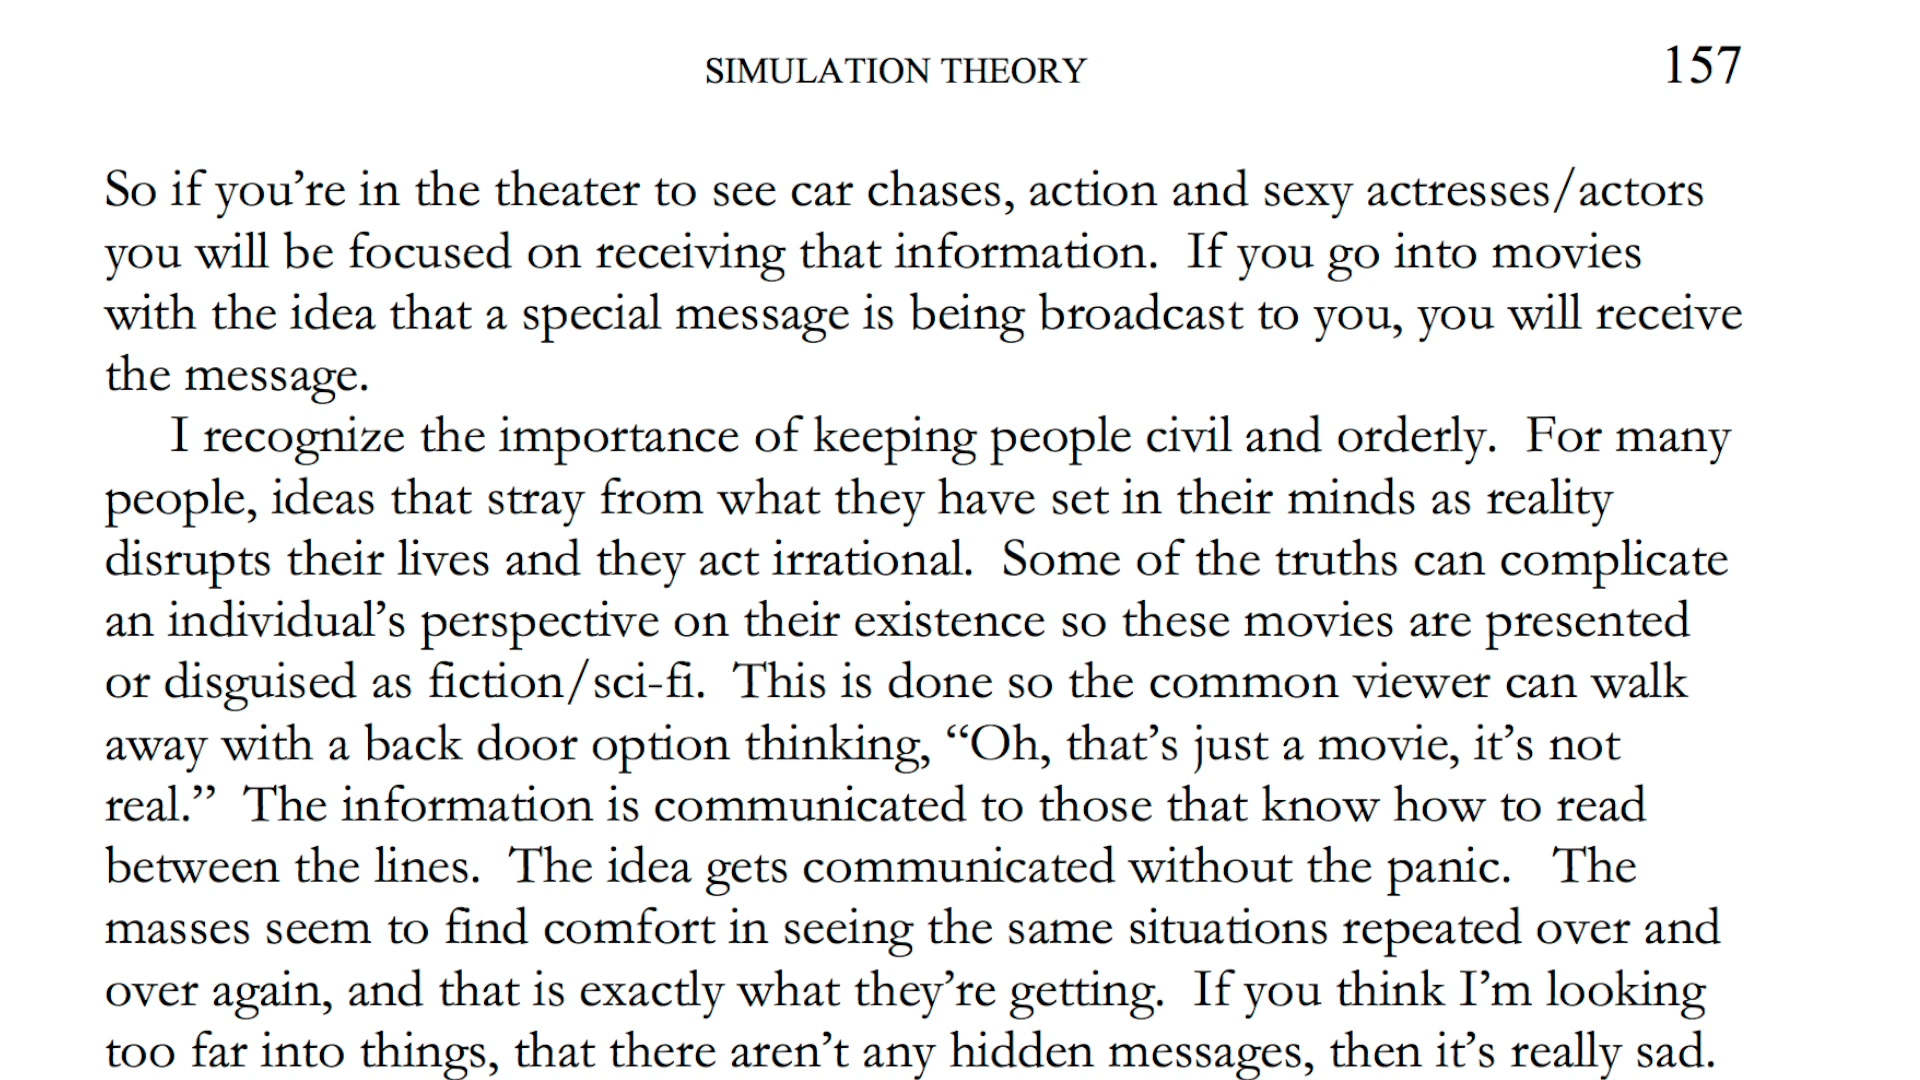 SIMULATION THEORY 157
So if you’re in the theater to see car chases, action and sexy actresses/actors
you will be focused on receiving that information.  If you go into movies
with the idea that a special message is being broadcast to you, you will receive
the message.
I recognize the importance of keeping people civil and orderly.  For many
people, ideas that stray from what they have set in their minds as reality
disrupts their lives and they act irrational.  Some of the truths can complicate
an individual’s perspective on their existence so these movies are presented
or disguised as fiction/sci-fi.  This is done so the common viewer can walk
away with a back door option thinking, “Oh, that’s just a movie, it’s not
real.”  The information is communicated to those that know how to read
between the lines.  The idea gets communicated without the panic.   The
masses seem to find comfort in seeing the same situations repeated over and
over again, and that is exactly what they’re getting.  If you think I’m looking
too far into things, that there aren’t any hidden messages, then it’s really sad.